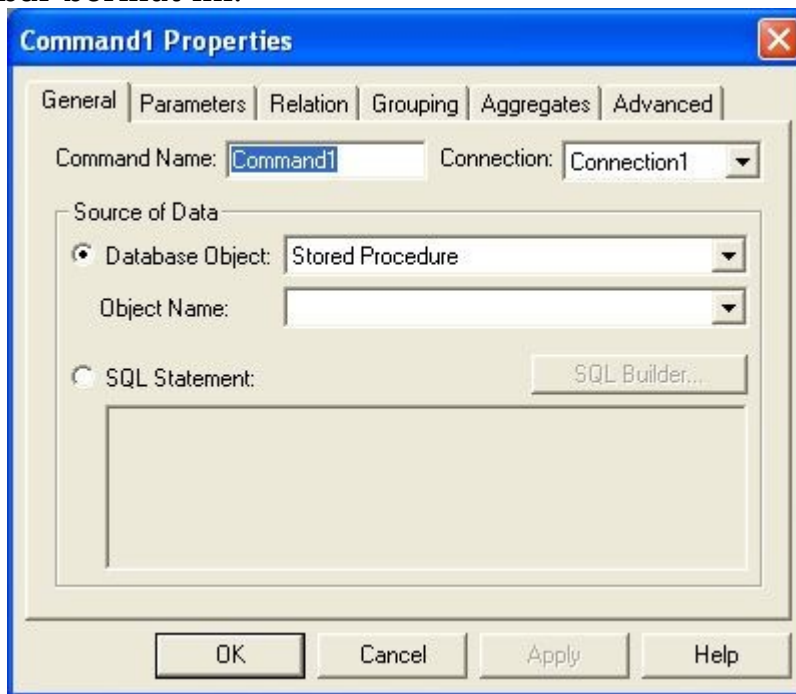 Command1 Properties
General Parameters Relation Grouping Aggregates Advanced
Command Name: Command1 Connection: Connection1
Source of Data
Database Object: Stored Procedure
Object Name:
SQL Statement: SQL Builder...
OK Cancel Apply Help